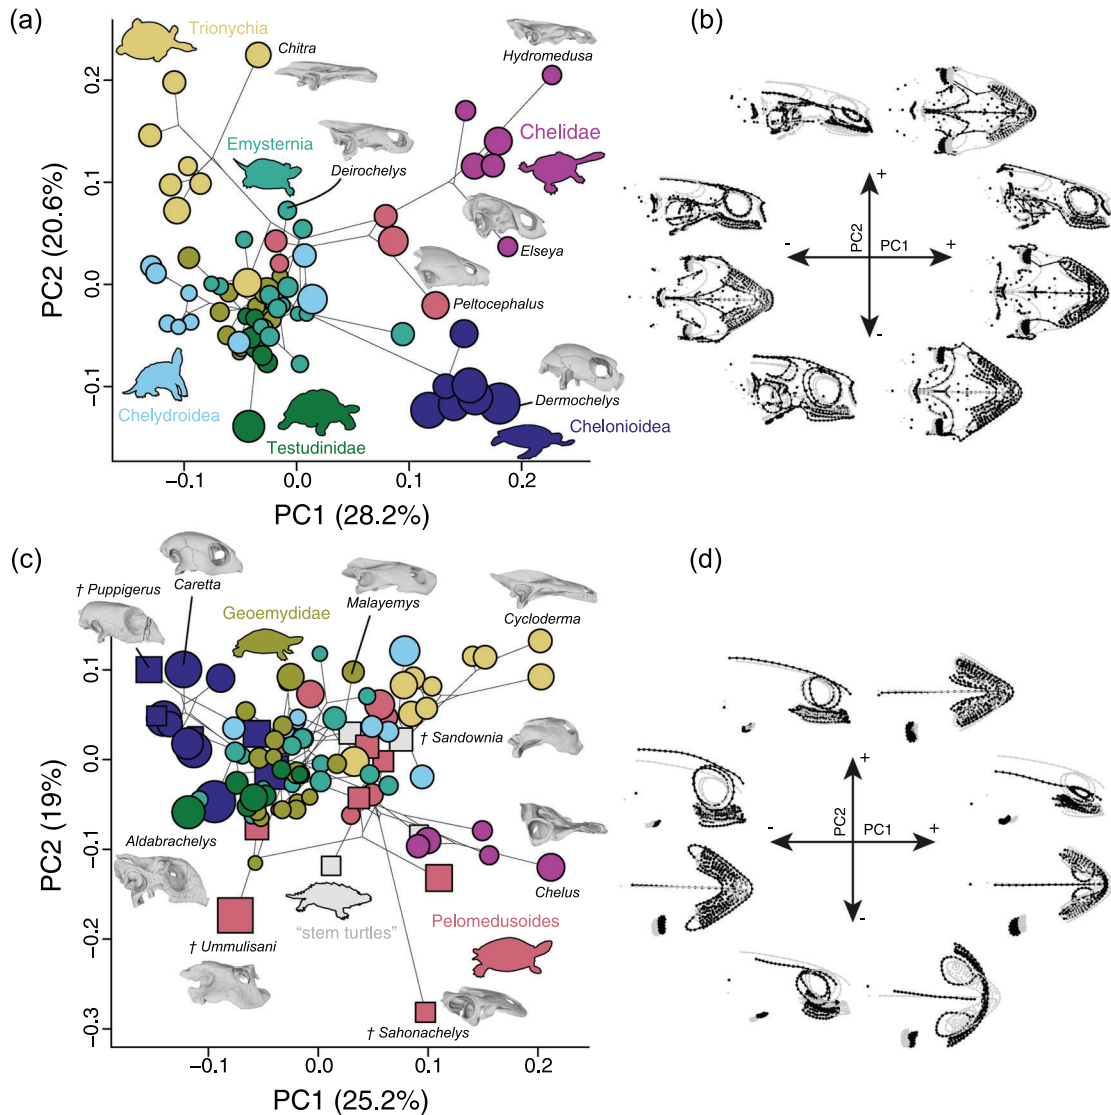 (a)
(b)
Trionychia
Chitra
Hydromedusa
Emysternia
Deirochelys
Chelidae
Elseya
Peltocephalus
Dermochelys
Chelonioidea
Chelydroidea
Testudinidae
PC2 (20.6%)
0.2
0.1
0.0
−0.1
−0.1
0.0
0.1
0.2
PC1 (28.2%)
+
-
PC2
PC1
+
-
(c)
(d)
† Puppigerus
Caretta
Geoemydidae
Malayemys
Cycloderma
† Sandownia
Aldabrachelys
Chelus
† Ummulisani
"stem turtles"
Pelomedusoides
† Sahonachelys
PC2 (19%)
0.1
0.0
−0.1
−0.2
−0.3
−0.1
0.0
0.1
0.2
PC1 (25.2%)
+
-
PC2
PC1
+
-